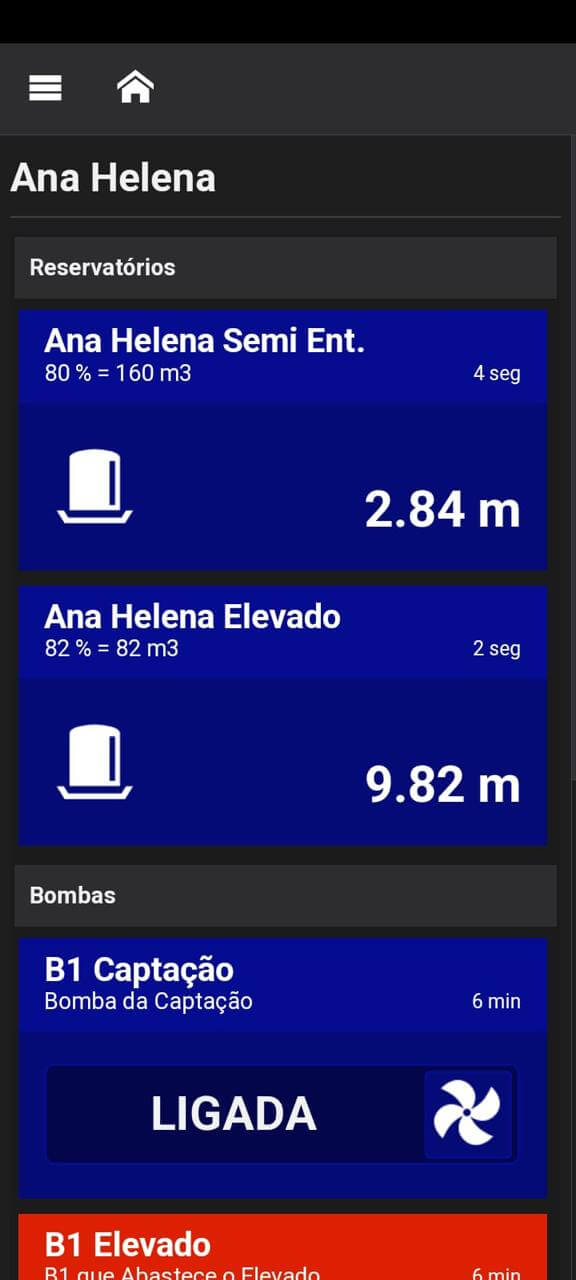 Ana Helena
Reservatórios
Ana Helena Semi Ent.
80 % = 160 m3 4 seg
2.84 m
Ana Helena Elevado
82 % = 82 m3 2 seg
9.82 m
Bombas
B1 Captação
Bomba da Captação 6 min
LIGADA
B1 Elevado
B1 que Abastece o Elevado 6 min